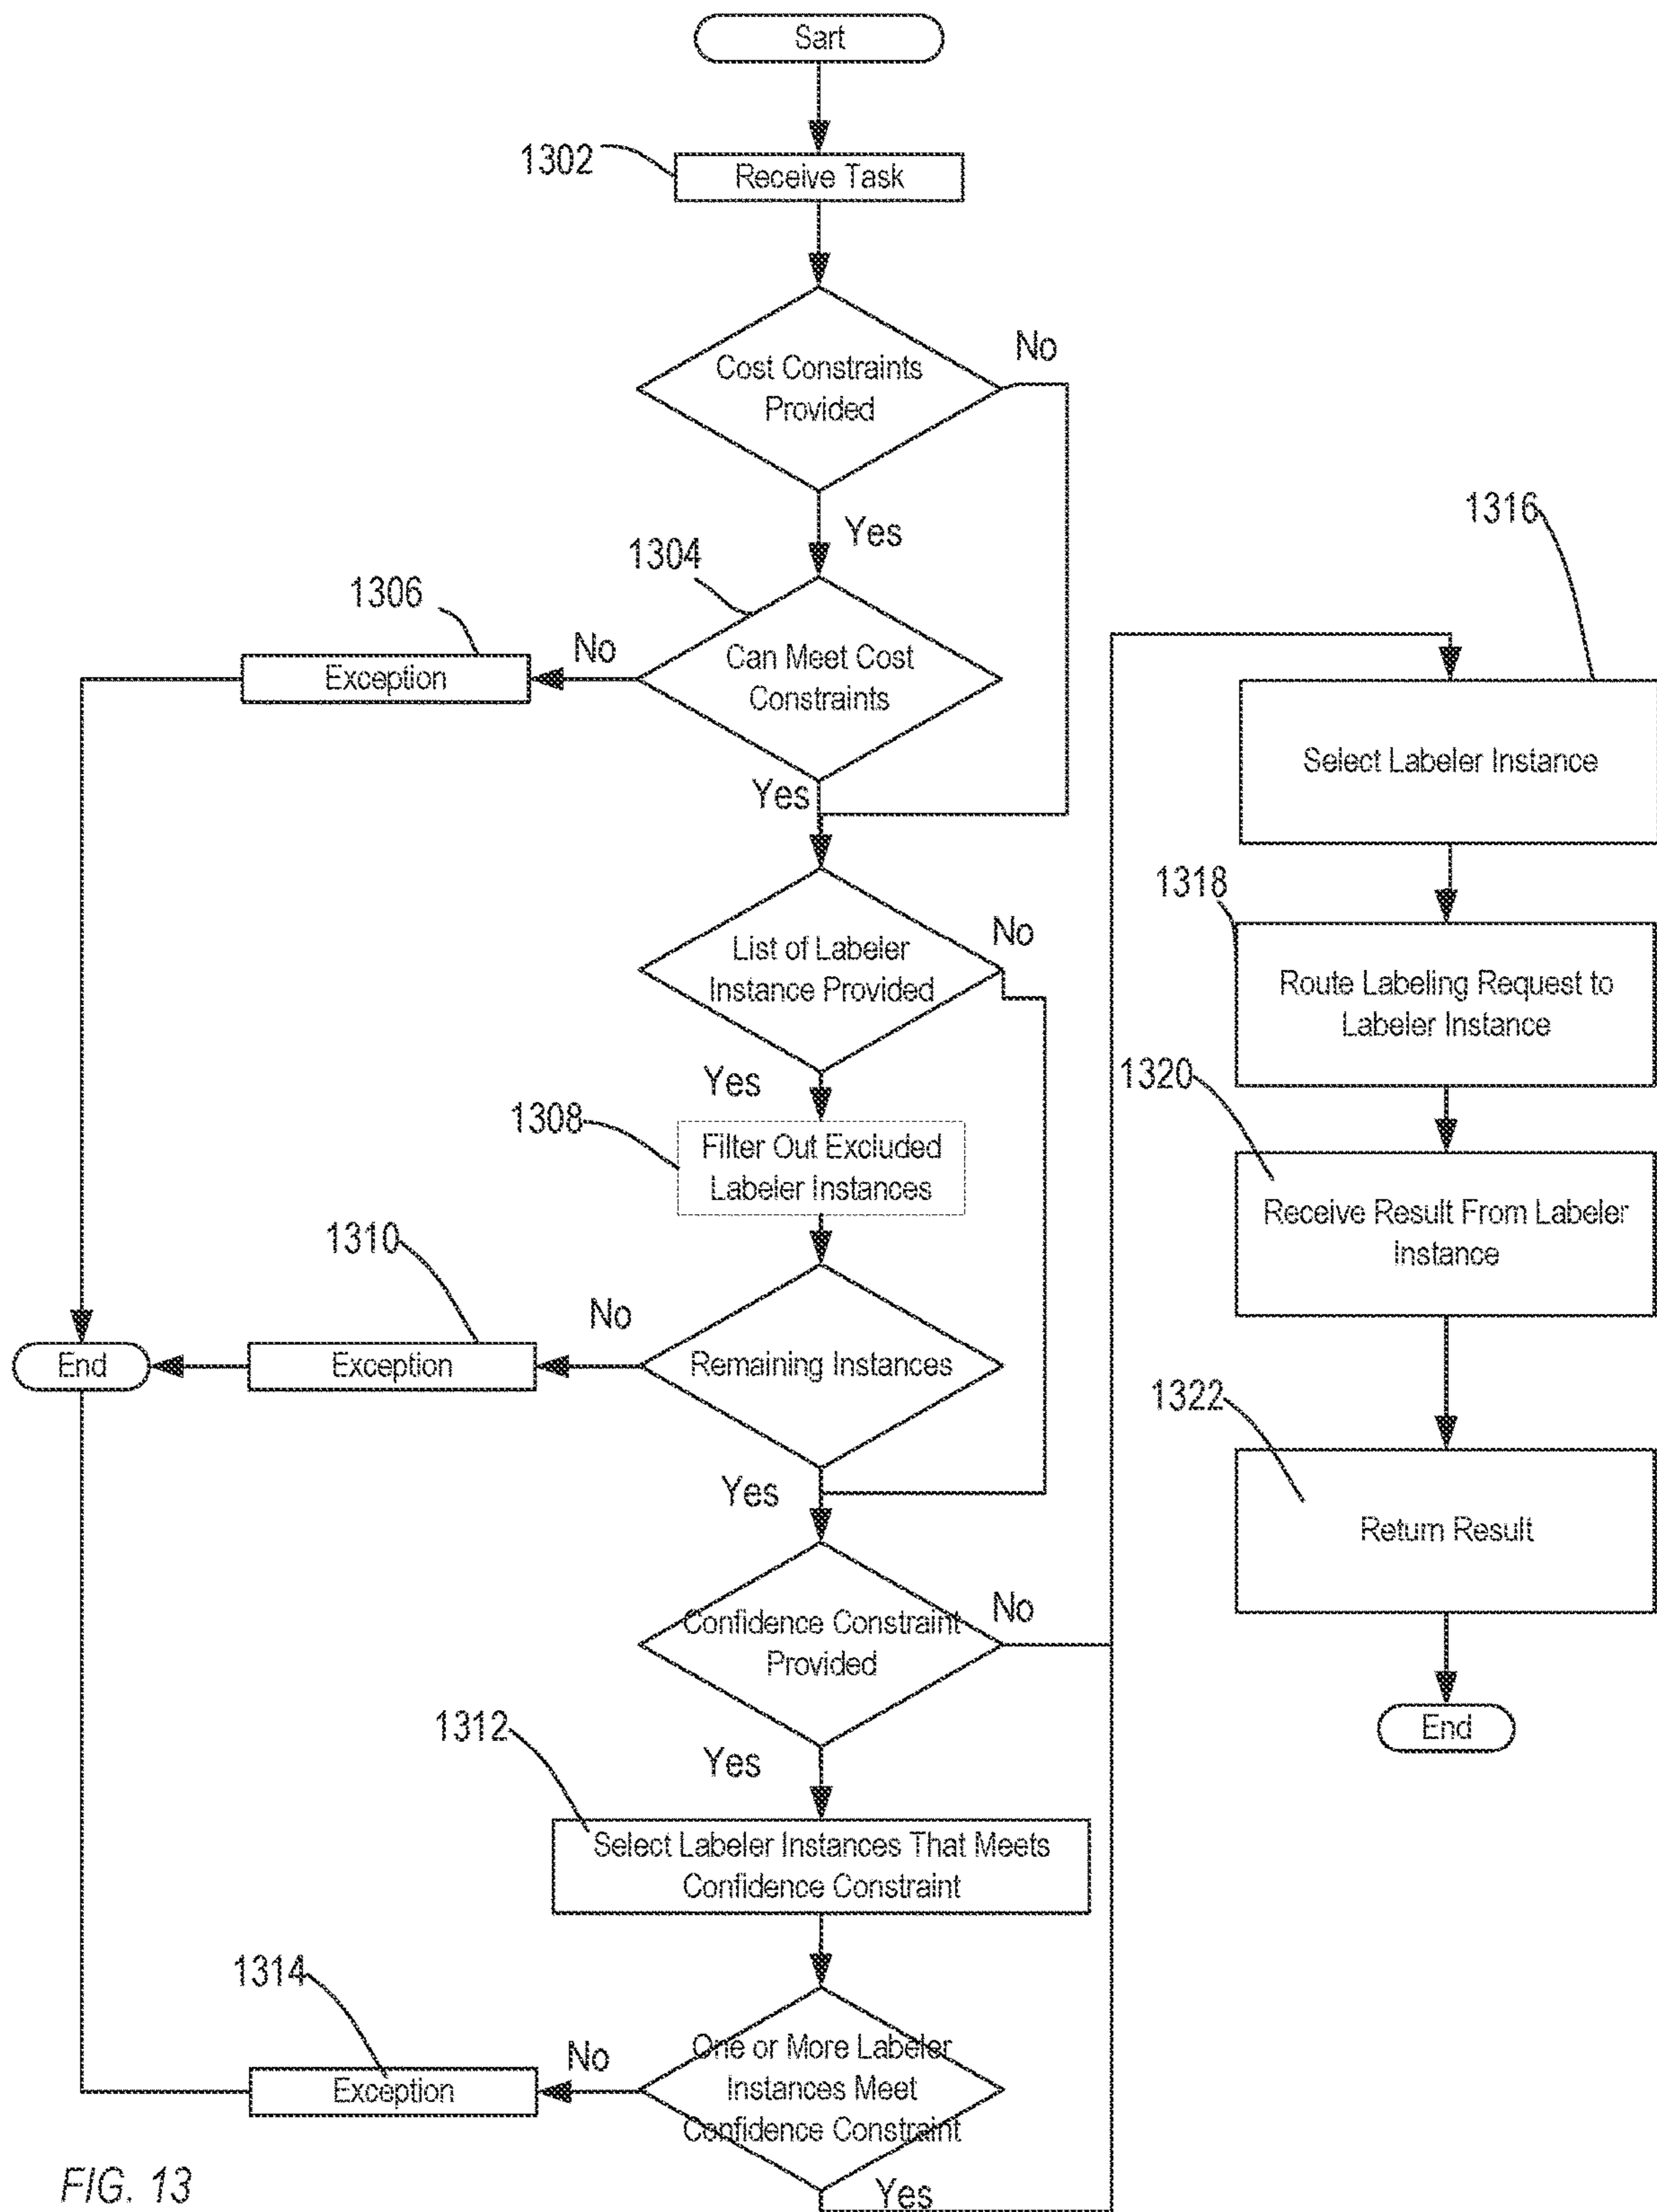 Sart
1302
Receive Task
Cost Constraints
Provided
No
Yes
1304
Can Meet Cost
Constraints
No
1306
Exception
Yes
List of Labeler
Instance Provided
No
Yes
1308
Filter Out Excluded
Labeler Instances
1310
Remaining Instances
No
Exception
End
Yes
Confidence Constraint
Provided
No
Yes
1312
Select Labeler Instances That Meets
Confidence Constraint
1314
One or More Labeler
Instances Meet
Confidence Constraint
No
Exception
Yes
1316
Select Labeler Instance
1318
Route Labeling Request to
Labeler Instance
1320
Receive Result From Labeler
Instance
1322
Return Result
End
FIG. 13